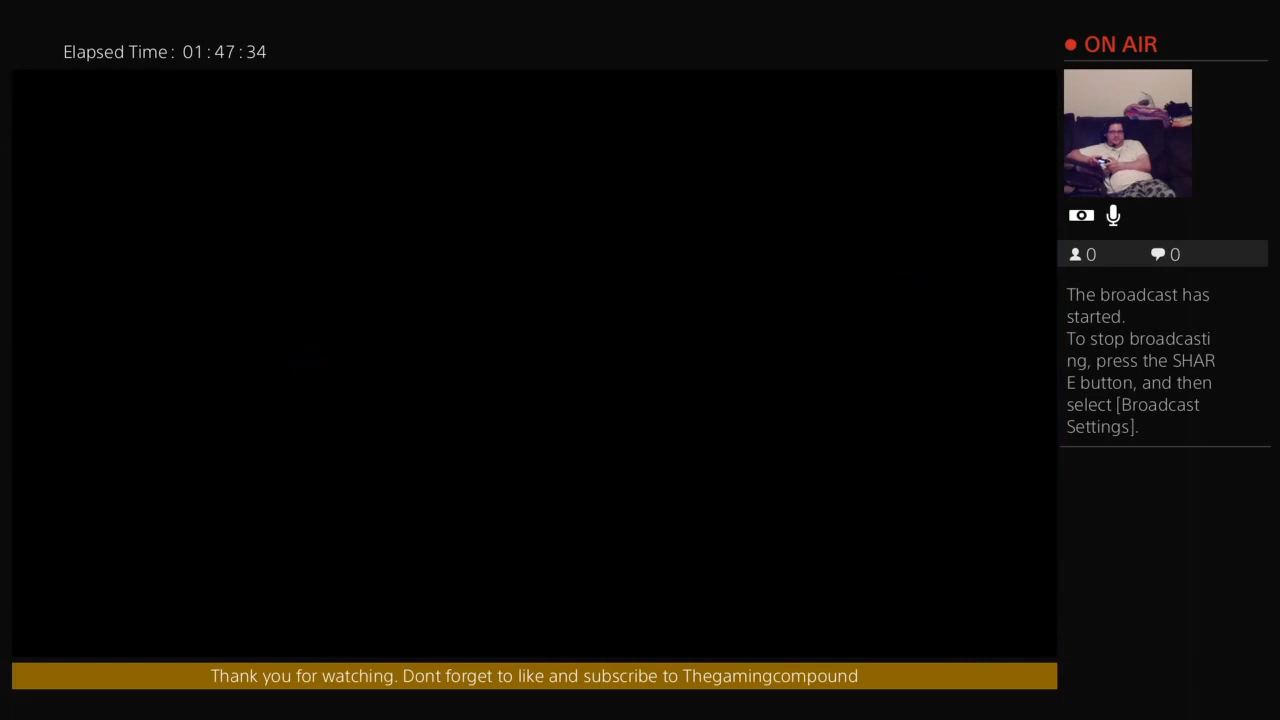 Elapsed Time: 01:47:34
ON AIR
0 0
The broadcast has
started.
To stop broadcasti
ng, press the SHAR
E button, and then
select [Broadcast
Settings].
Thank you for watching. Dont forget to like and subscribe to Thegamingcompound